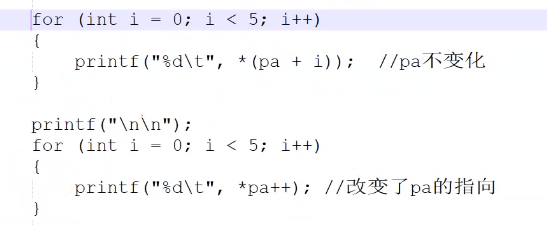 for (int i = 0; i < 5; i++)
{
printf("%d\t", *(pa + i));  //pa不变化
}
printf("\n\n");
for (int i = 0; i < 5; i++)
{
printf("%d\t", *pa++); //改变了pa的指向
}